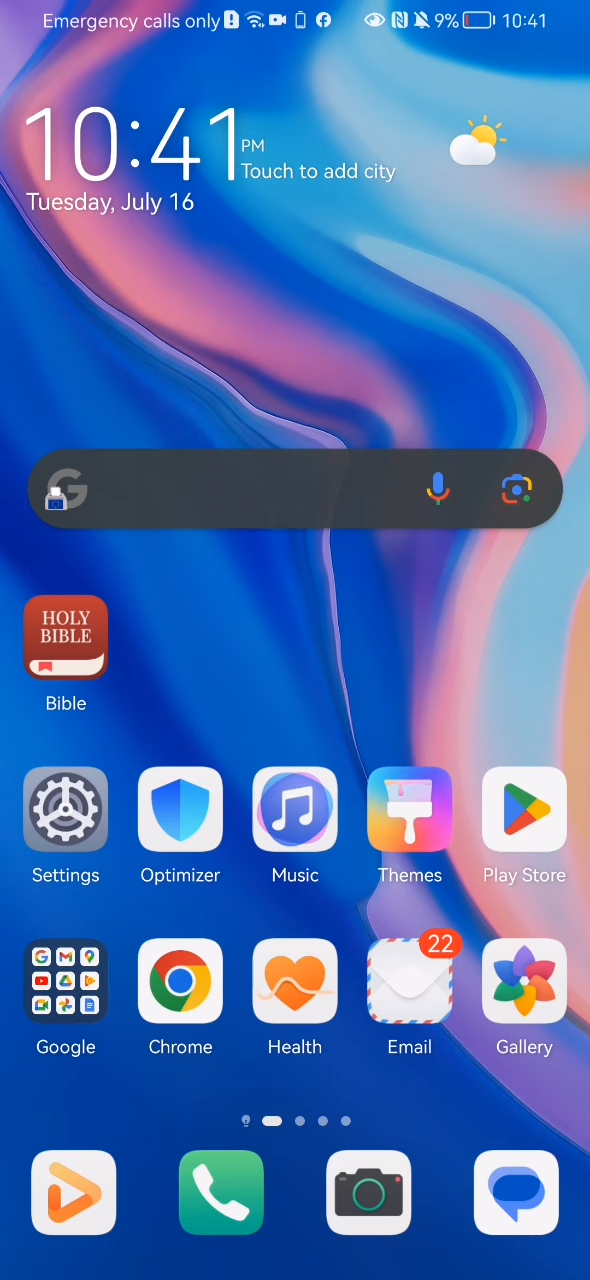 Emergency calls only 9% 10:41
10:41 PM
Touch to add city
Tuesday, July 16
HOLY
BIBLE
Bible
Settings Optimizer Music Themes Play Store
22
Google Chrome Health Email Gallery